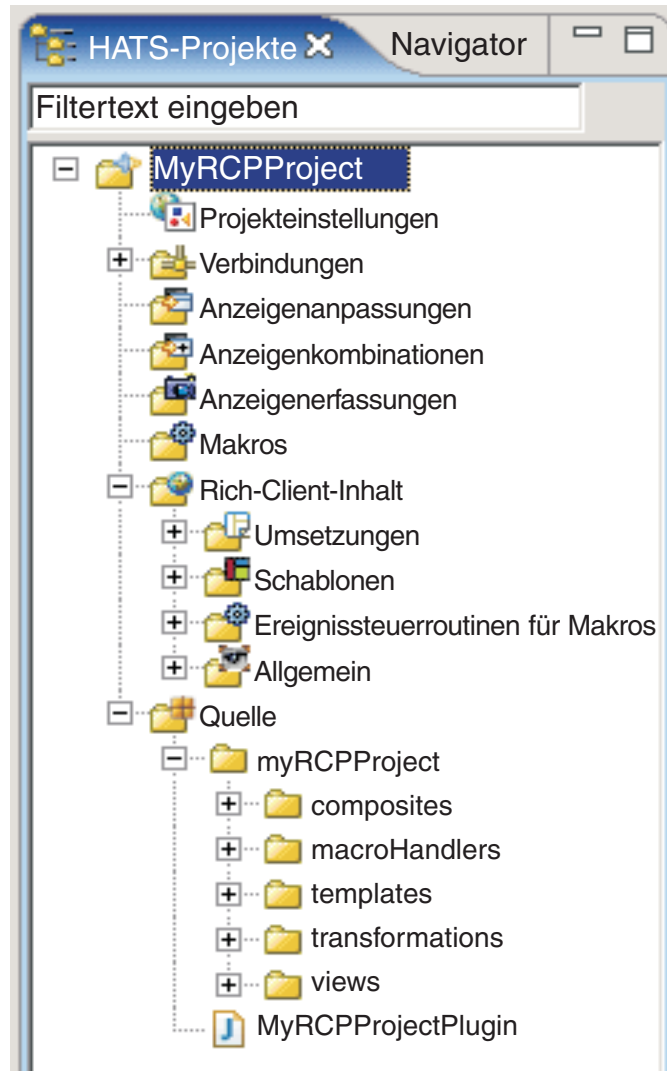 HATS-Projekte Navigator
Filtertext eingeben
MyRCPProject
Projekteinstellungen
Verbindungen
Anzeigenanpassungen
Anzeigenkombinationen
Anzeigenerfassungen
Makros
Rich-Client-Inhalt
Umsetzungen
Schablonen
Ereignissteuerroutinen für Makros
Allgemein
Quelle
myRCPProject
composites
macroHandlers
templates
transformations
views
MyRCPProjectPlugin